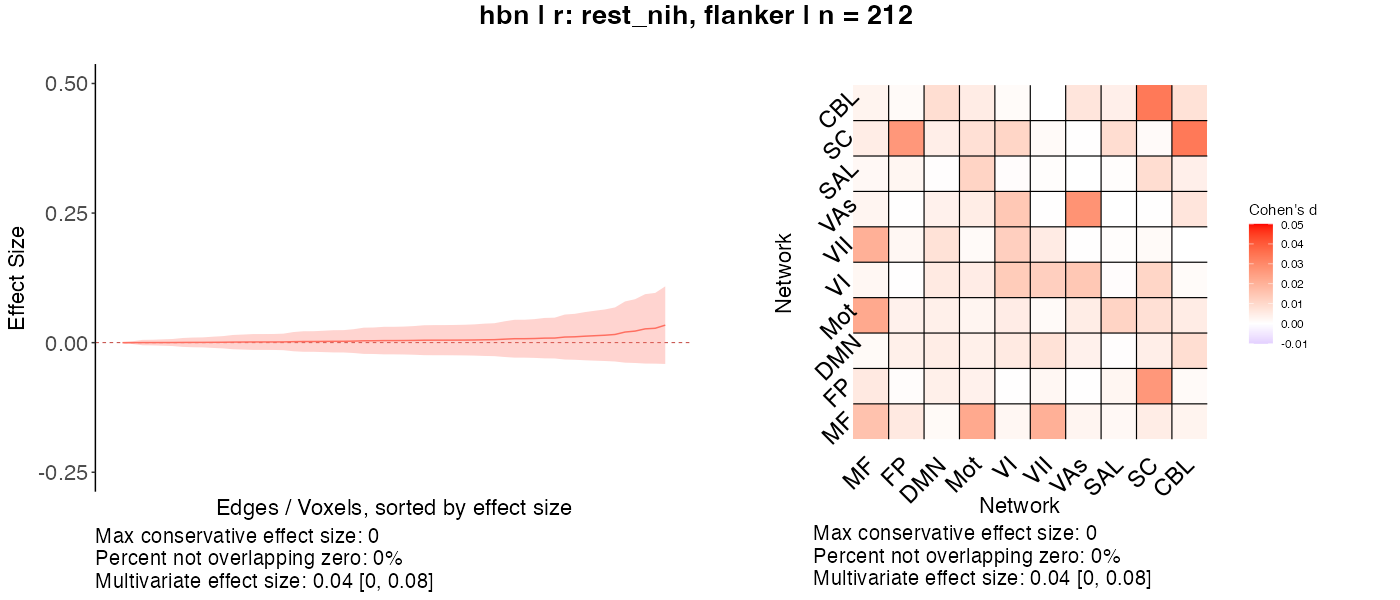 hbn | r: rest_nih, flanker | n = 212
0.50
0.25
0.00
-0.25
Effect Size
Edges / Voxels, sorted by effect size
Max conservative effect size: 0
Percent not overlapping zero: 0%
Multivariate effect size: 0.04 [0, 0.08]
Network
CBL
SC
SAL
VAs
VII
VI
Mot
DMN
FP
MF
MF
FP
DMN
Mot
VI
VII
VAs
SAL
SC
CBL
Network
Max conservative effect size: 0
Percent not overlapping zero: 0%
Multivariate effect size: 0.04 [0, 0.08]
Cohen's d
0.05
0.04
0.03
0.02
0.01
0.00
-0.01